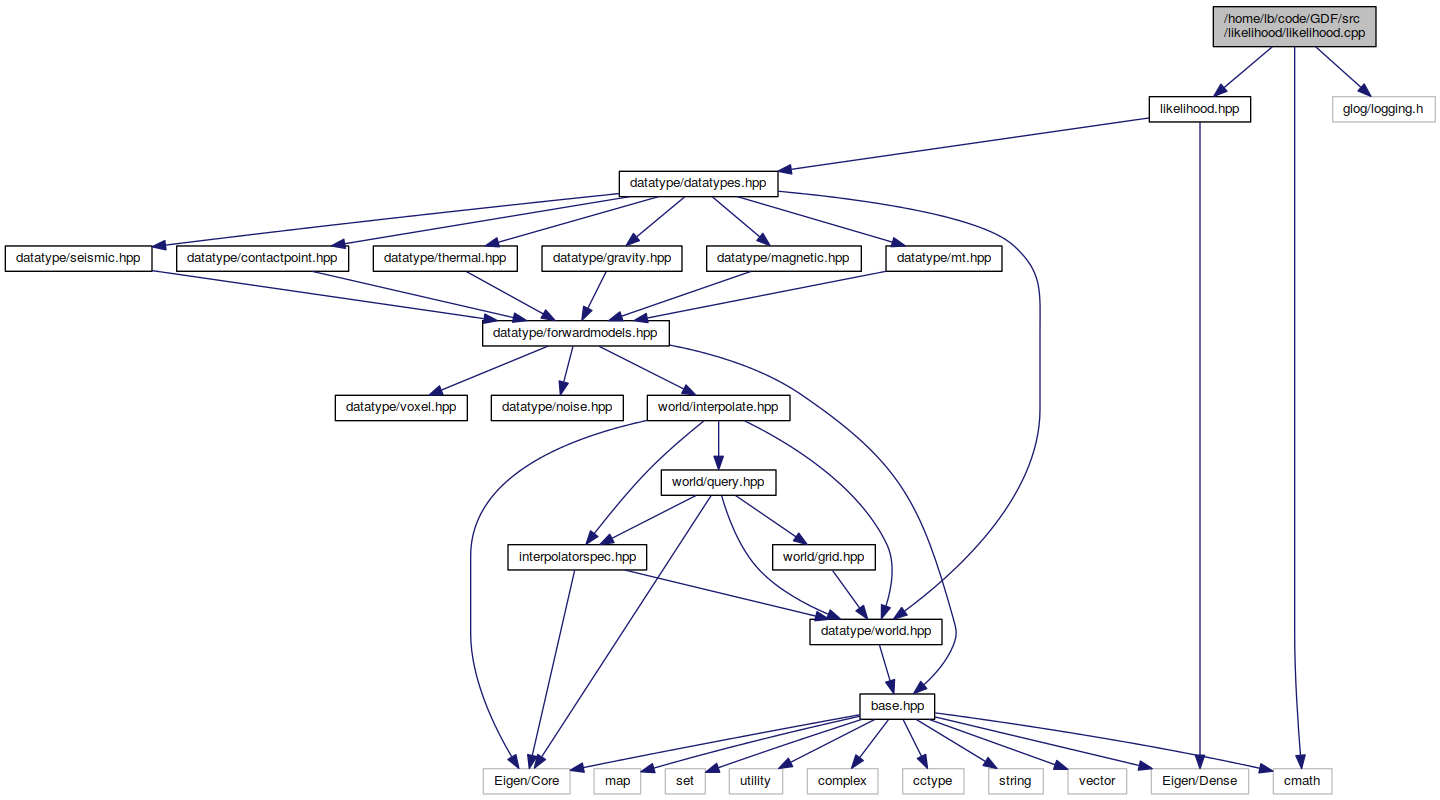 /home/lb/code/GDF/src
/likelihood/likelihood.cpp
likelihood.hpp
glog/logging.h
datatype/datatypes.hpp
datatype/seismic.hpp
datatype/contactpoint.hpp
datatype/thermal.hpp
datatype/gravity.hpp
datatype/magnetic.hpp
datatype/mt.hpp
datatype/forwardmodels.hpp
datatype/voxel.hpp
datatype/noise.hpp
world/interpolate.hpp
world/query.hpp
interpolatorspec.hpp
world/grid.hpp
datatype/world.hpp
base.hpp
Eigen/Core
map
set
utility
complex
cctype
string
vector
Eigen/Dense
cmath